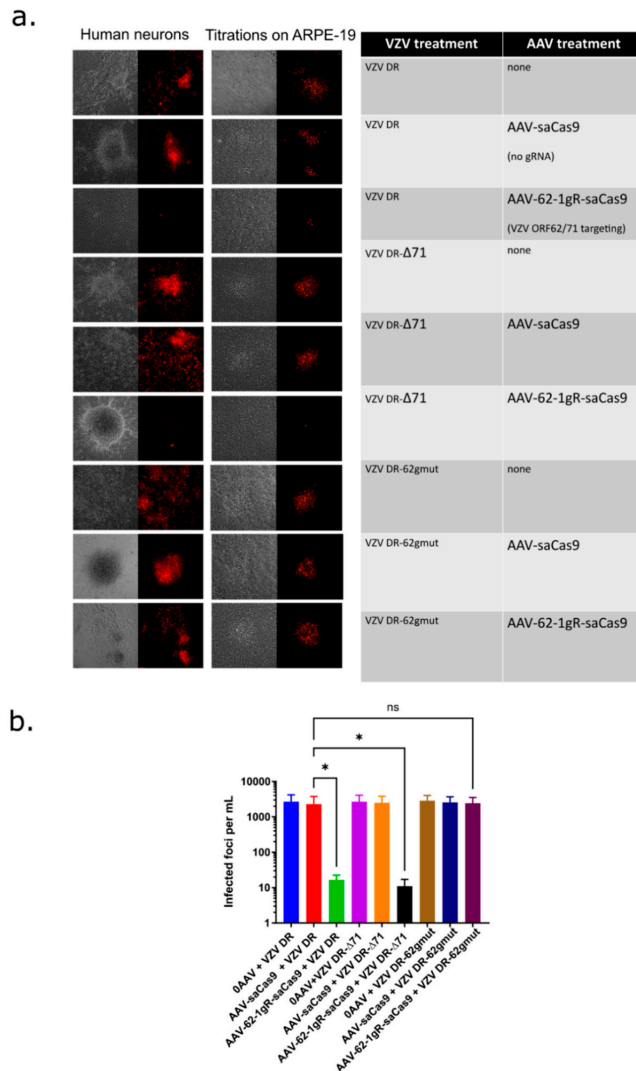 a.
Human neurons
Titrations on ARPE-19
VZV treatment
AAV treatment
VZV DR
none
VZV DR
AAV-saCas9
(no gRNA)
VZV DR
AAV-62-1gR-saCas9
(VZV ORF62/71 targeting)
VZV DR-Δ71
none
VZV DR-Δ71
AAV-saCas9
VZV DR-Δ71
AAV-62-1gR-saCas9
VZV DR-62gmut
none
VZV DR-62gmut
AAV-saCas9
VZV DR-62gmut
AAV-62-1gR-saCas9
b.
ns
*
*
Infected foci per mL
10000
1000
100
10
1
0AAV + VZV DR
AAV-saCas9 + VZV DR
AAV-62-1gR-saCas9 + VZV DR
0AAV+VZV DR-Δ71
AAV-saCas9 + VZV DR-Δ71
AAV-62-1gR-saCas9 + VZV DR-Δ71
0AAV + VZV DR-62gmut
AAV-saCas9 + VZV DR-62gmut
AAV-62-1gR-saCas9 + VZV DR-62gmut